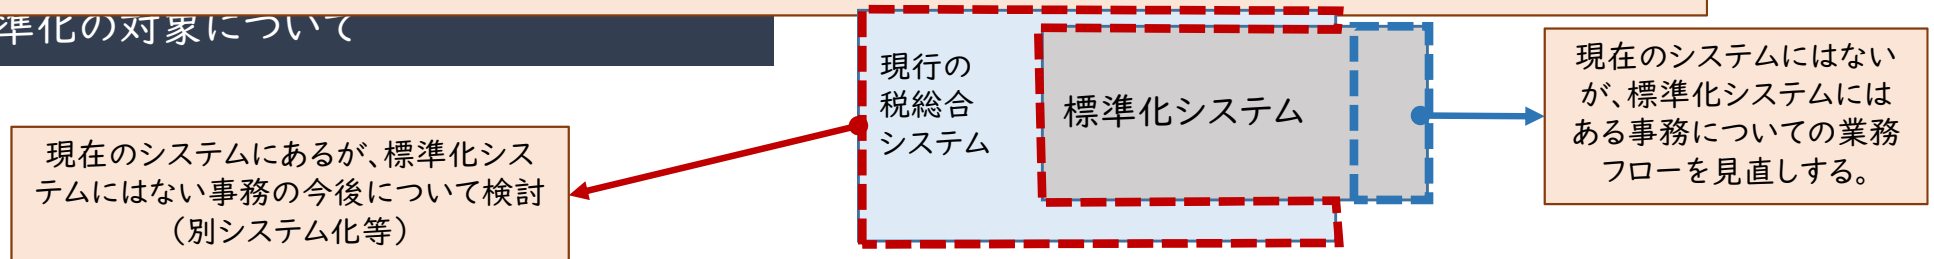 準化の対象について
現行の
税総合
システム
標準化システム
現在のシステムにはない
が、標準化システムには
ある事務についての業務
フローを見直しする。
現在のシステムにあるが、標準化シス
テムにはない事務の今後について検討
（別システム化等）